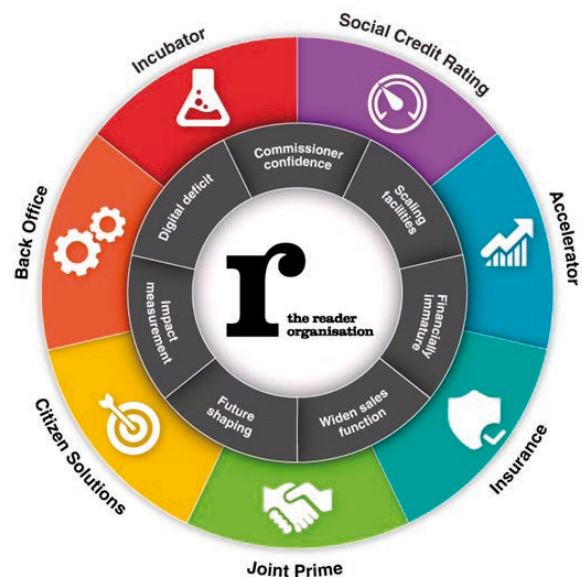 Incubator
Social Credit Rating
Accelerator
Insurance
Joint Prime
Citizen Solutions
Back Office
Commissioner
confidence
Scaling
facilities
Financially
immature
Widen sales
function
Future
shaping
Impact
measurement
Digital deficit
r
the reader
organisation